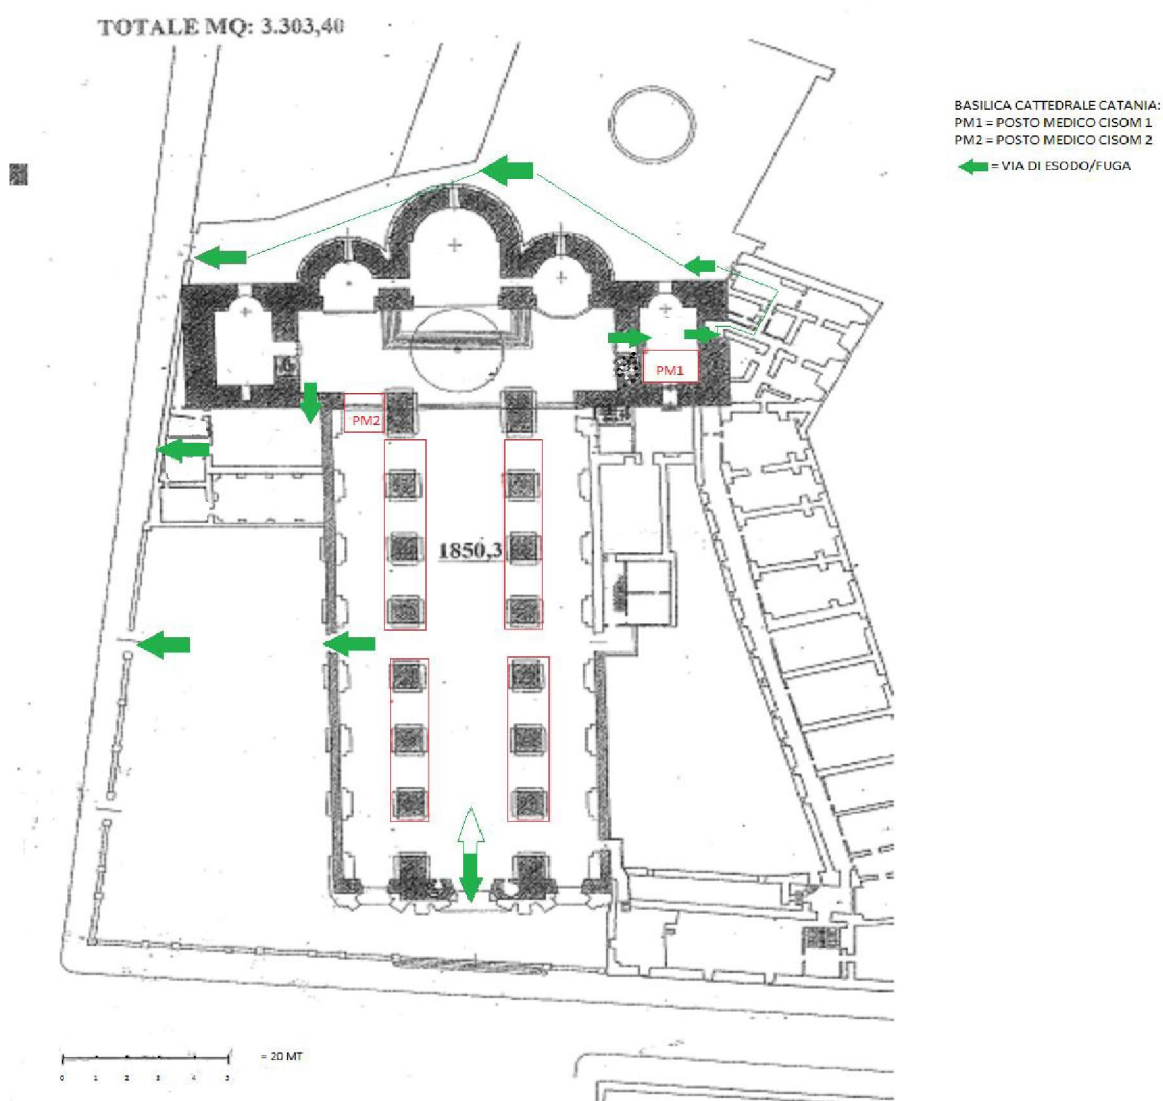 TOTALE MQ: 3.303,40
BASILICA CATTEDRALE CATANIA:
PM1 = POSTO MEDICO CISOM 1
PM2 = POSTO MEDICO CISOM 2
= VIA DI ESODO/FUGA
PM1
PM2
1850,3
= 20 MT
0 1 2 3 4 5